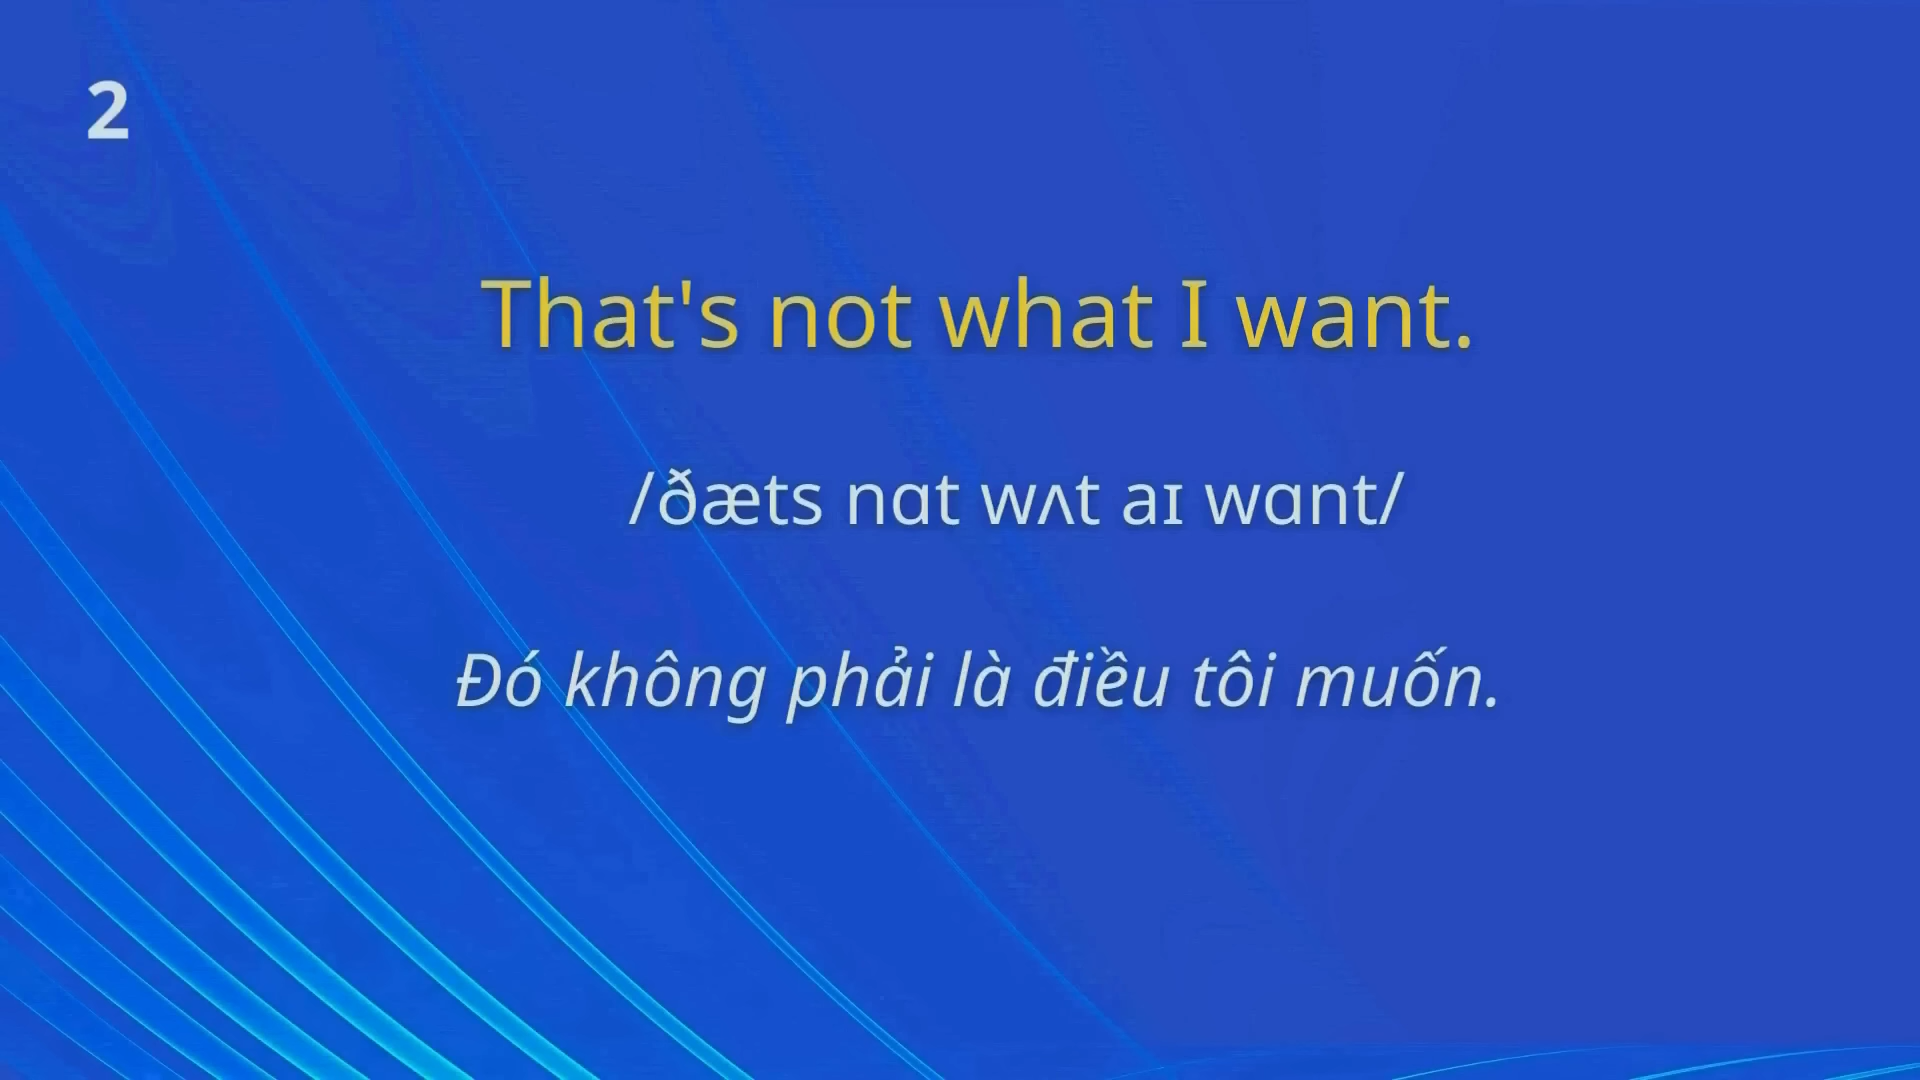 2
That's not what I want.
/ðæts nɑt wʌt aɪ wɑnt/
Đó không phải là điều tôi muốn.